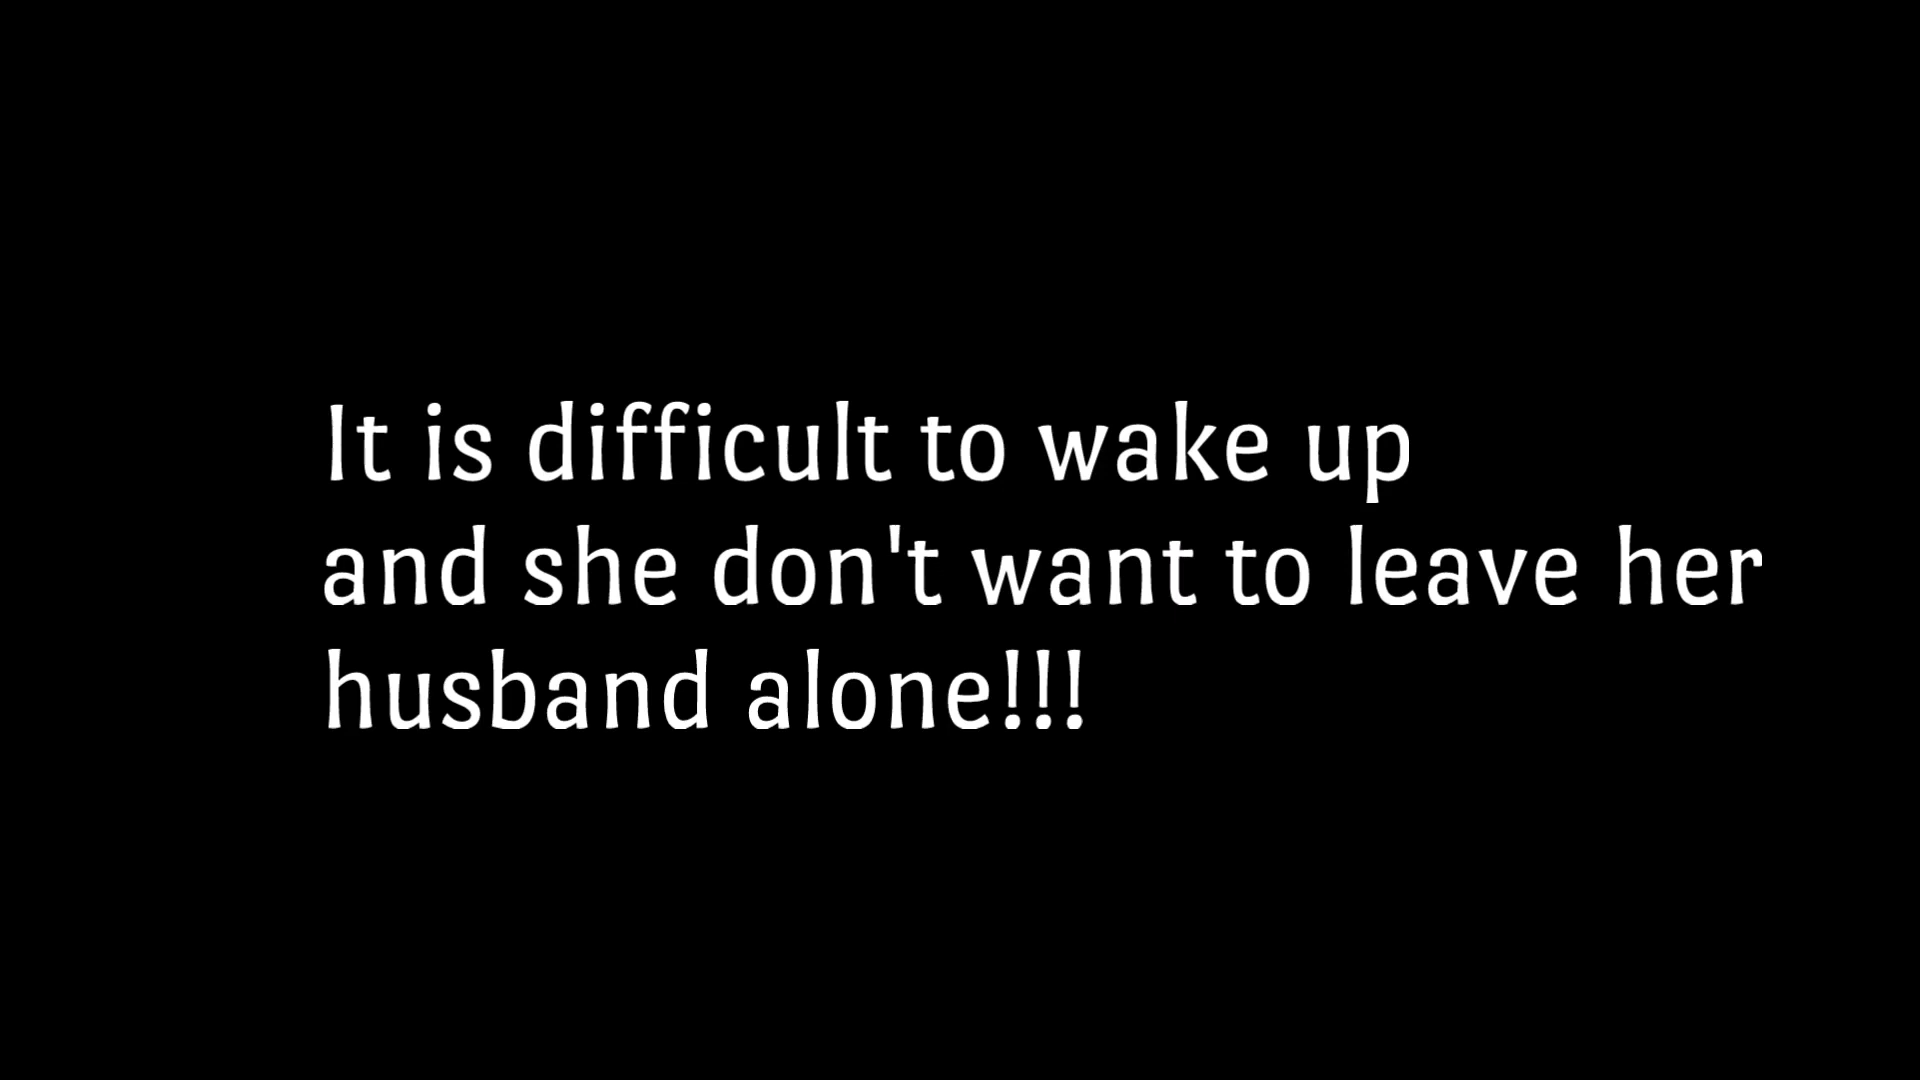 It is difficult to wake up
and she don't want to leave her
husband alone!!!